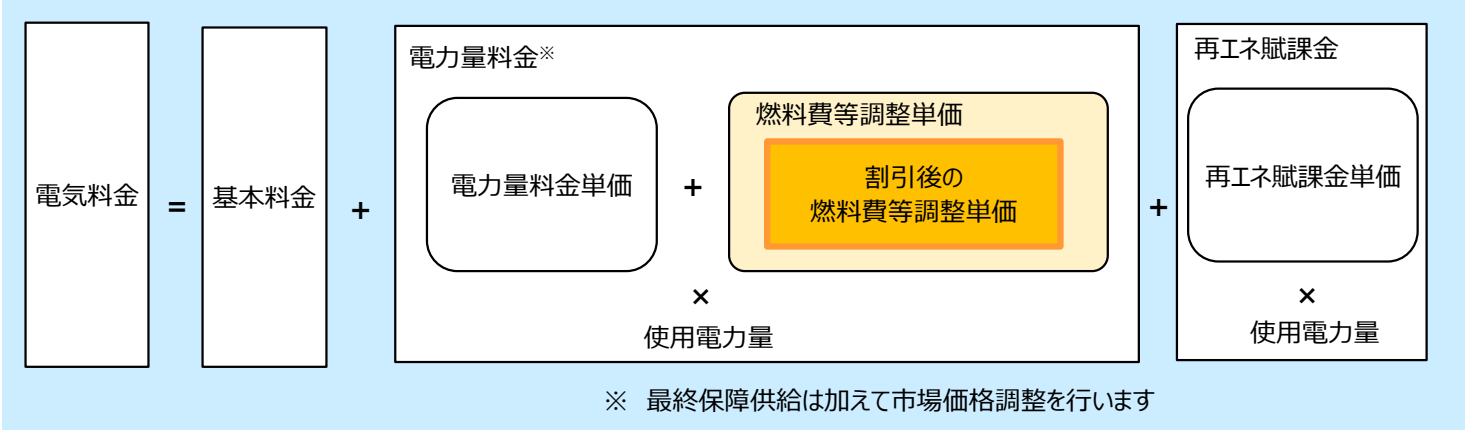 電気料金
=
基本料金
+
電力量料金※
電力量料金単価
+
燃料費等調整単価
割引後の
燃料費等調整単価
×
使用電力量
+
再エネ賦課金
再エネ賦課金単価
×
使用電力量
※ 最終保障供給は加えて市場価格調整を行います